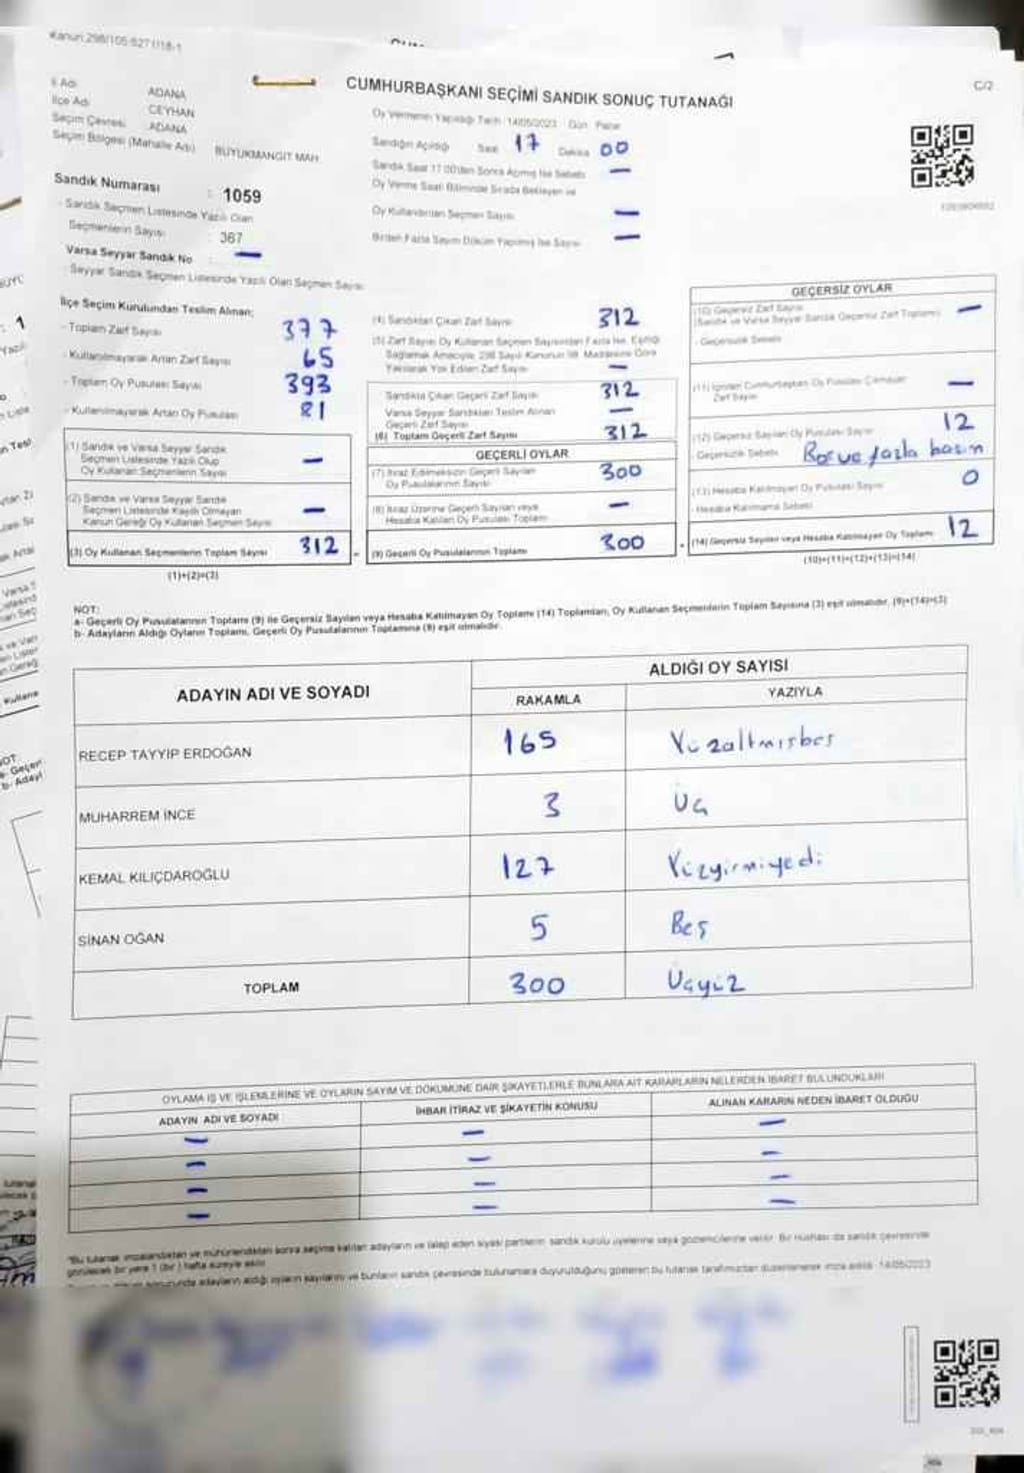 Kanun:298/105-5271/18-1
C/2
CUMHURBAŞKANI SEÇİMİ SANDIK SONUÇ TUTANAĞI
İl Adı ADANA
İlçe Adı CEYHAN
Seçim Çevresi ADANA
Seçim Bölgesi (Mahalle Adı) BÜYÜKMANGIT MAH.
Sandık Numarası : 1059
- Sandık Seçmen Listesinde Yazılı Olan
Seçmenlerin Sayısı : 367
Varsa Seyyar Sandık No : —
- Seyyar Sandık Seçmen Listesinde Yazılı Olan Seçmen Sayısı
Oy Vermenin Yapıldığı Tarih :14/05/2023 Gün: Pazar
Sandığın Açıldığı Saat 17 Dakika 00
Sandık Saat 17.00'den Sonra Açılmış İse Sebebi —
Oy Verme Saati Bitiminde Sırada Bekleyen ve
Oy Kullandırılan Seçmen Sayısı —
Birden Fazla Sayım Döküm Yapılmış İse Sayısı —
İlçe Seçim Kurulundan Teslim Alınan;
- Toplam Zarf Sayısı 377
- Kullanılmayarak Artan Zarf Sayısı 65
- Toplam Oy Pusulası Sayısı 393
- Kullanılmayarak Artan Oy Pusulası 81
(1) Sandık ve Varsa Seyyar Sandık
Seçmen Listesinde Yazılı Olup
Oy Kullanan Seçmenlerin Sayısı —
(2) Sandık ve Varsa Seyyar Sandık
Seçmen Listesinde Kayıtlı Olmayan
Kanun Gereği Oy Kullanan Seçmen Sayısı —
(3) Oy Kullanan Seçmenlerin Toplam Sayısı 312
(1)+(2)=(3)
(4) Sandıktan Çıkan Zarf Sayısı 312
(5) Zarf Sayısı Oy Kullanan Seçmen Sayısından Fazla İse, Eşitliği
Sağlamak Amacıyla 298 Sayılı Kanunun 98. Maddesine Göre
Yakılarak Yok Edilen Zarf Sayısı —
Sandıkta Çıkan Geçerli Zarf Sayısı 312
Varsa Seyyar Sandıktan Teslim Alınan
Geçerli Zarf Sayısı —
(6) Toplam Geçerli Zarf Sayısı 312
GEÇERLİ OYLAR
(7) İtiraz Edilmeksizin Geçerli Sayılan
Oy Pusulalarının Sayısı 300
(8) İtiraz Üzerine Geçerli Sayılan veya
Hesaba Katılan Oy Pusulası Toplamı —
(9) Geçerli Oy Pusulalarının Toplamı 300
GEÇERSİZ OYLAR
(10) Geçersiz Zarf Sayısı
(Sandık ve Varsa Seyyar Sandık Geçersiz Zarf Toplamı) —
- Geçersizlik Sebebi
(11) İçinden Cumhurbaşkanı Oy Pusulası Çıkmayan
Zarf Sayısı —
(12) Geçersiz Sayılan Oy Pusulası Sayısı 12
- Geçersizlik Sebebi Boş ve fazla basım
(13) Hesaba Katılmayan Oy Pusulası Sayısı 0
- Hesaba Katılmama Sebebi
(14) Geçersiz Sayılan veya Hesaba Katılmayan Oy Toplamı 12
(10)+(11)+(12)+(13)=(14)
NOT:
a- Geçerli Oy Pusulalarının Toplamı (9) ile Geçersiz Sayılan veya Hesaba Katılmayan Oy Toplamı (14) Toplamları, Oy Kullanan Seçmenlerin Toplam Sayısına (3) eşit olmalıdır. (9)+(14)=(3)
b- Adayların Aldığı Oyların Toplamı, Geçerli Oy Pusulalarının Toplamına (9) eşit olmalıdır.
ADAYIN ADI VE SOYADI ALDIĞI OY SAYISI
RAKAMLA YAZIYLA
RECEP TAYYİP ERDOĞAN 165 Yüzaltmışbeş
MUHARREM İNCE 3 Üç
KEMAL KILIÇDAROĞLU 127 Yüzyirmiyedi
SİNAN OĞAN 5 Beş
TOPLAM 300 Üçyüz
OYLAMA İŞ VE İŞLEMLERİNE VE OYLARIN SAYIM VE DÖKÜMÜNE DAİR ŞİKAYETLERLE BUNLARA AİT KARARLARIN NELERDEN İBARET BULUNDUKLARI
ADAYIN ADI VE SOYADI İHBAR İTİRAZ VE ŞİKAYETİN KONUSU ALINAN KARARIN NEDEN İBARET OLDUĞU
— — —
— — —
— — —
— — —
*Bu tutanak imzalandıktan ve mühürlendikten sonra seçime katılan adayların ve talep eden siyasi partilerin sandık kurulu üyelerine veya gözlemcilerine verilir. Bir nüshası da sandık çevresinde
görülecek bir yere 1 (bir) hafta süreyle asılır.
sonucunda adayların aldığı oyların sayılarını ve bunların sandık çevresinde bulunanlara duyurulduğunu gösteren bu tutanak tarafımızdan düzenlenerek imza edildi. 14/05/2023